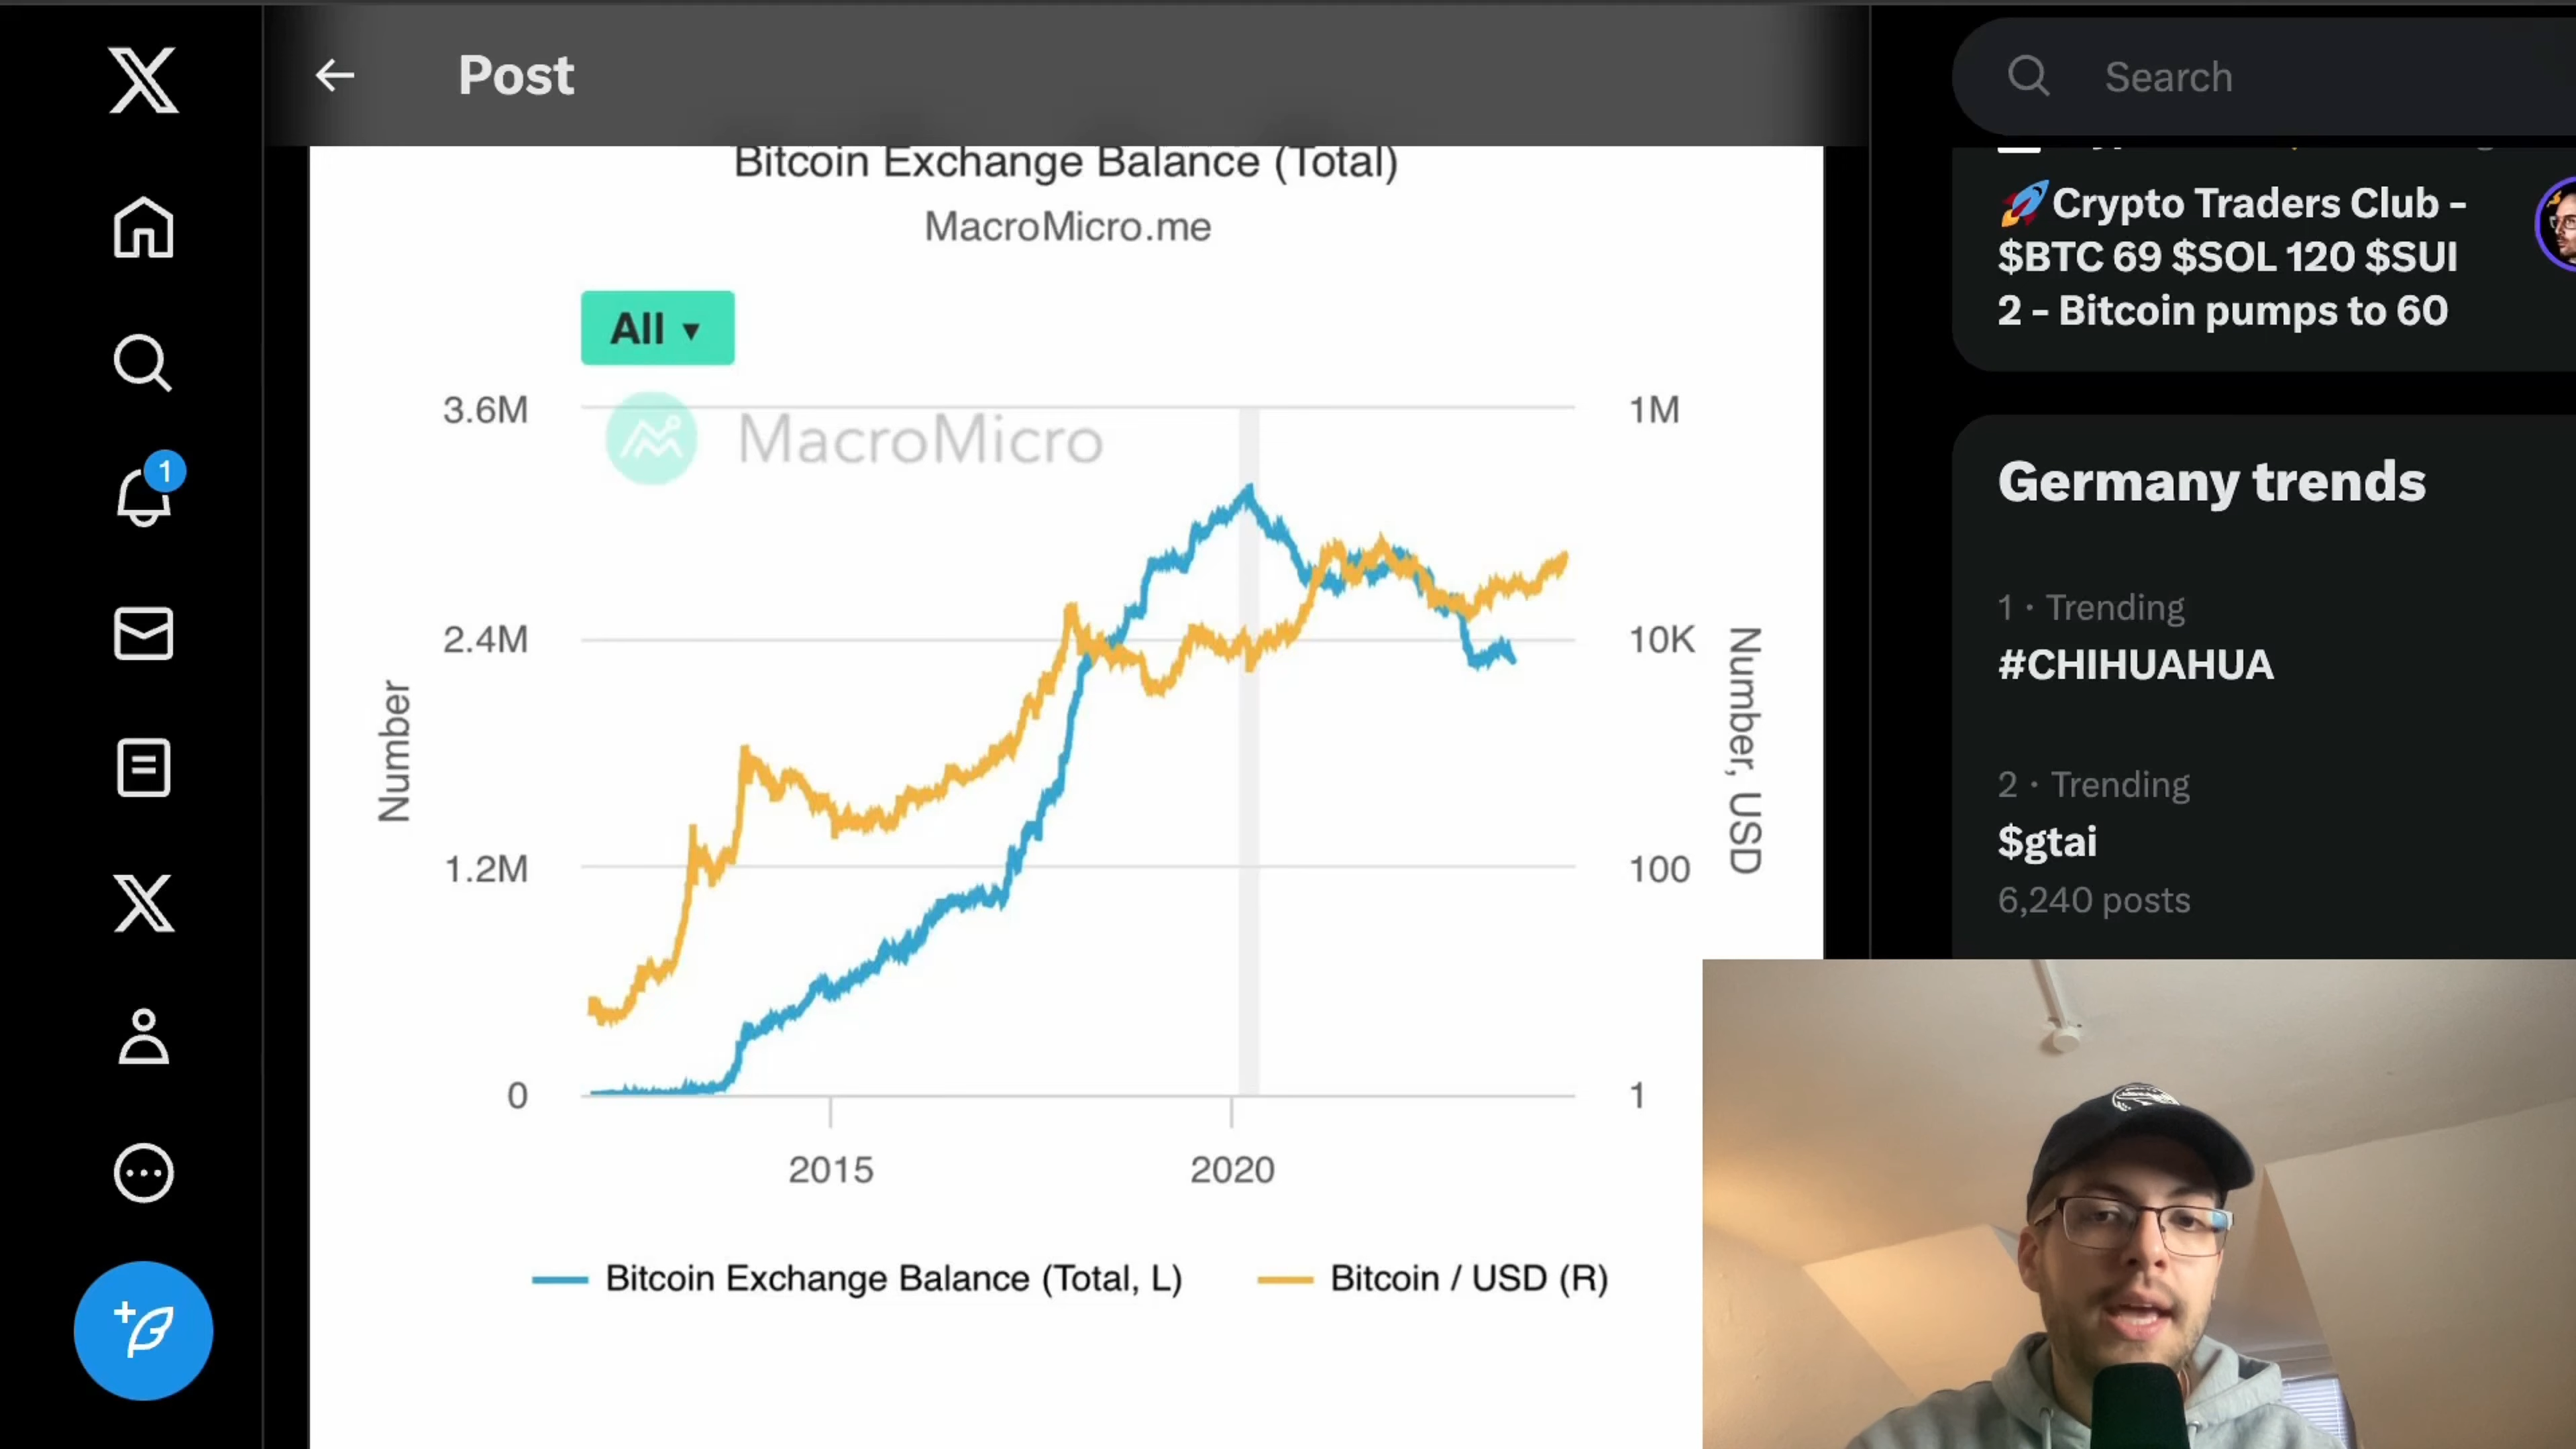 Post
Search
Bitcoin Exchange Balance (Total)
MacroMicro.me
All ▼
MacroMicro
3.6M
2.4M
1.2M
0
Number
1M
10K
100
1
Number, USD
2015
2020
Bitcoin Exchange Balance (Total, L)
Bitcoin / USD (R)
1
🚀Crypto Traders Club -
$BTC 69 $SOL 120 $SUI
2 - Bitcoin pumps to 60
Germany trends
1 · Trending
#CHIHUAHUA
2 · Trending
$gtai
6,240 posts